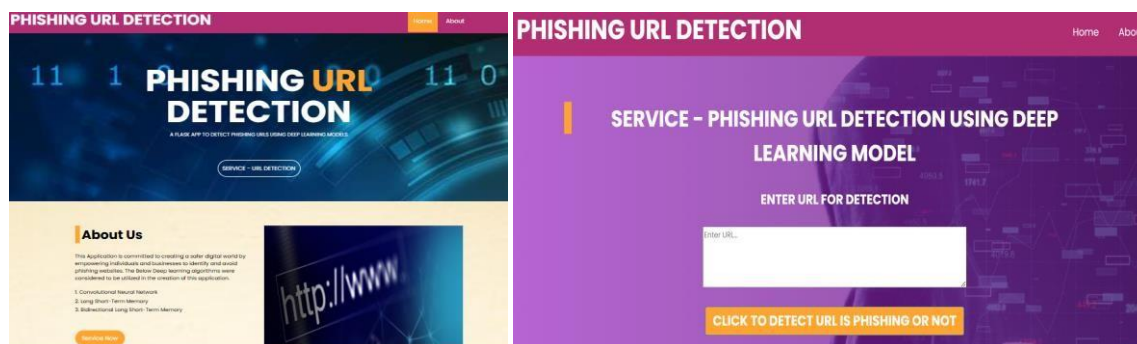 PHISHING URL DETECTION
Home About
11 1 0 11 0
PHISHING URL
DETECTION
A FLASK APP TO DETECT PHISHING URLS USING DEEP LEARNING MODELS.
SERVICE - URL DETECTION
About Us
This Application is committed to creating a safer digital world by
empowering individuals and businesses to identify and avoid
phishing websites. The Below Deep learning algorithms were
considered to be utilized in the creation of this application.
1. Convolutional Neural Network
2. Long Short-Term Memory
3. Bidirectional Long Short-Term Memory
Service Now
http://www.
PHISHING URL DETECTION
Home Abou
SERVICE - PHISHING URL DETECTION USING DEEP
LEARNING MODEL
ENTER URL FOR DETECTION
Enter URL..
CLICK TO DETECT URL IS PHISHING OR NOT